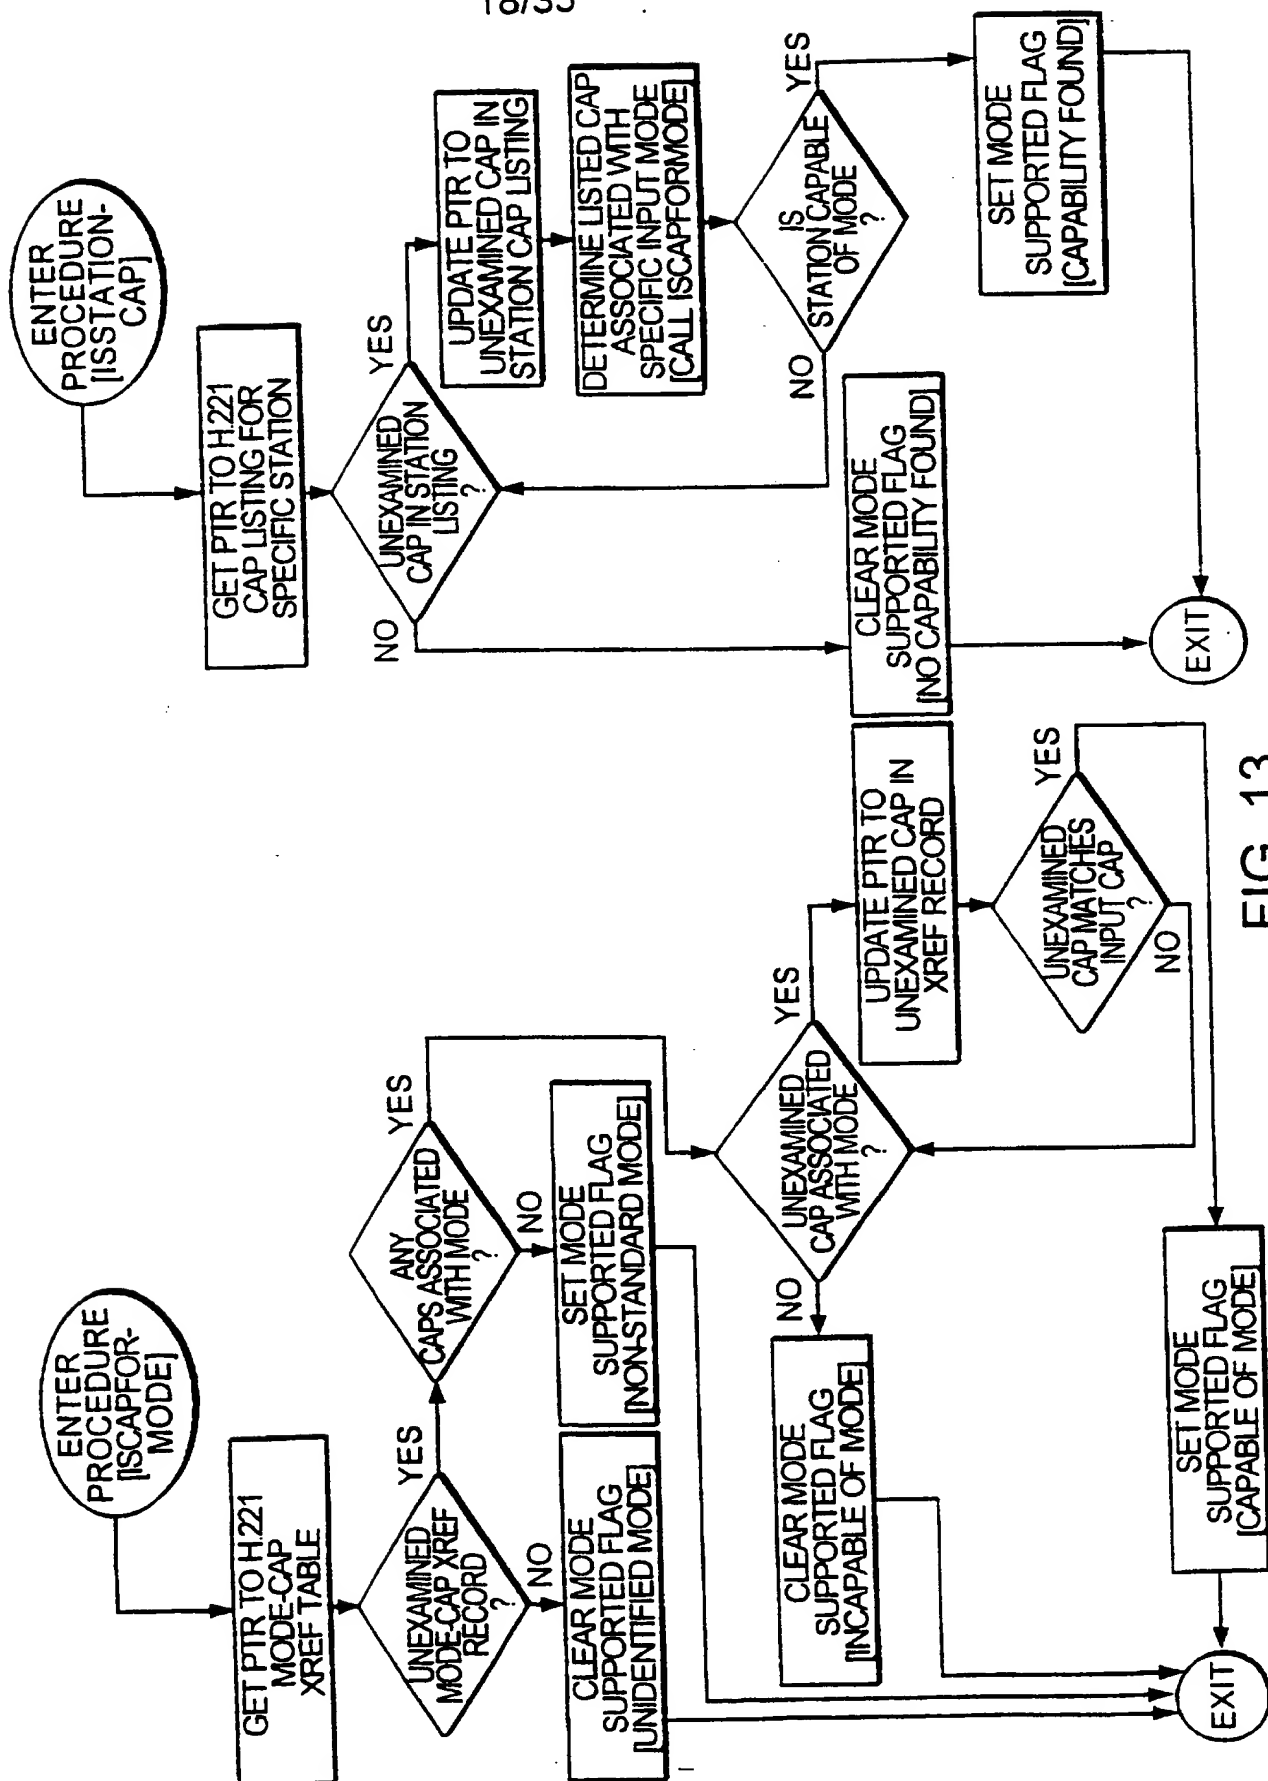 18/35
ENTER
PROCEDURE
[ISSTATION-
CAP]
GET PTR TO H.221
CAP LISTING FOR
SPECIFIC STATION
UNEXAMINED
CAP IN STATION
LISTING
?
YES
NO
UPDATE PTR TO
UNEXAMINED CAP IN
STATION CAP LISTING
DETERMINE LISTED CAP
ASSOCIATED WITH
SPECIFIC INPUT MODE
[CALL ISCAPFORMODE]
IS
STATION CAPABLE
OF MODE
?
YES
NO
SET MODE
SUPPORTED FLAG
[CAPABILITY FOUND]
CLEAR MODE
SUPPORTED FLAG
[NO CAPABILITY FOUND]
EXIT
ENTER
PROCEDURE
[ISCAPFOR-
MODE]
GET PTR TO H.221
MODE-CAP
XREF TABLE
UNEXAMINED
MODE-CAP XREF
RECORD
?
YES
NO
CLEAR MODE
SUPPORTED FLAG
[UNIDENTIFIED MODE]
ANY
CAPS ASSOCIATED
WITH MODE
?
YES
NO
SET MODE
SUPPORTED FLAG
[NON-STANDARD MODE]
UNEXAMINED
CAP ASSOCIATED
WITH MODE
?
YES
NO
CLEAR MODE
SUPPORTED FLAG
[INCAPABLE OF MODE]
UPDATE PTR TO
UNEXAMINED CAP IN
XREF RECORD
UNEXAMINED
CAP MATCHES
INPUT CAP
?
YES
NO
SET MODE
SUPPORTED FLAG
[CAPABLE OF MODE]
EXIT
FIG. 13